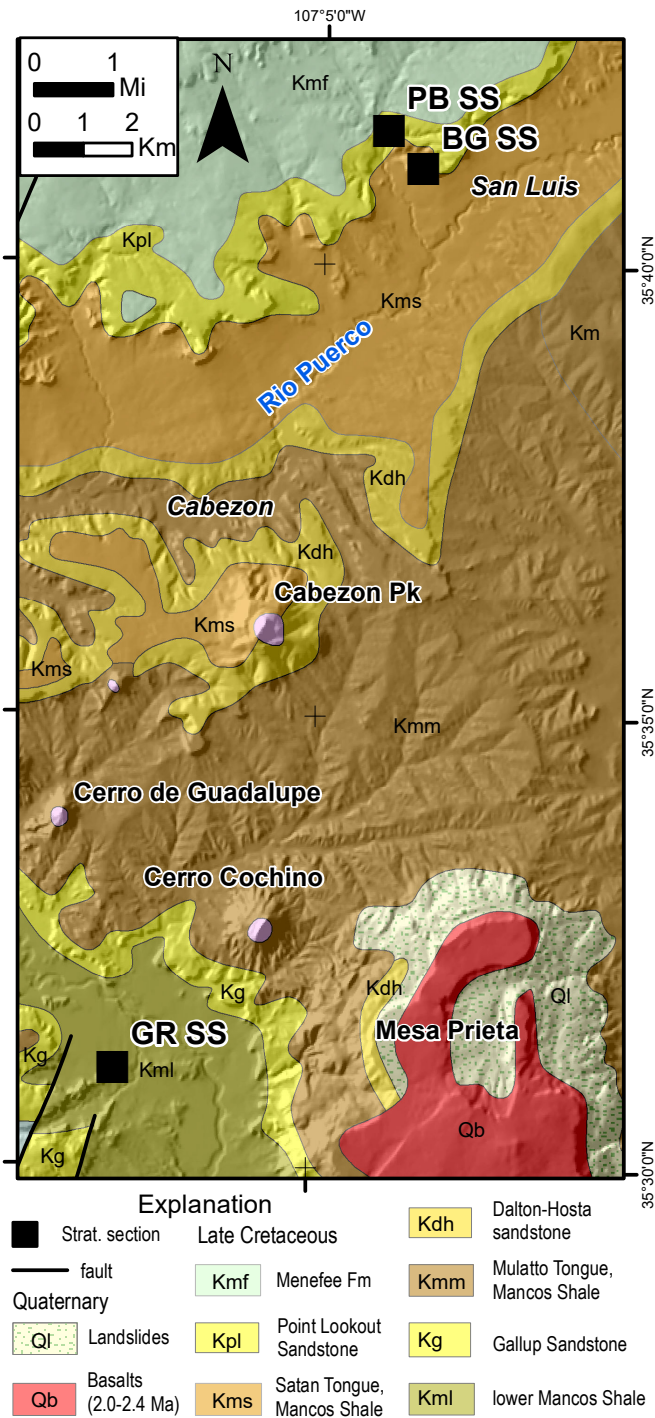 107°5'0"W
0 1
Mi
0 1 2
Km
N
Kmf
PB SS
BG SS
San Luis
Kpl
35°40'0"N
Kms
Km
Rio Puerco
Kdh
Cabezon
Kdh
Cabezon Pk
Kms
Kms
35°35'0"N
Kmm
Cerro de Guadalupe
Cerro Cochino
Kg
Kdh
Ql
GR SS
Mesa Prieta
Kg
Kml
Qb
Kg
35°30'0"N
Explanation
Strat. section
fault
Quaternary
Ql Landslides
Qb Basalts
(2.0-2.4 Ma)
Late Cretaceous
Kmf Menefee Fm
Kpl Point Lookout
Sandstone
Kms Satan Tongue,
Mancos Shale
Kdh Dalton-Hosta
sandstone
Kmm Mulatto Tongue,
Mancos Shale
Kg Gallup Sandstone
Kml lower Mancos Shale